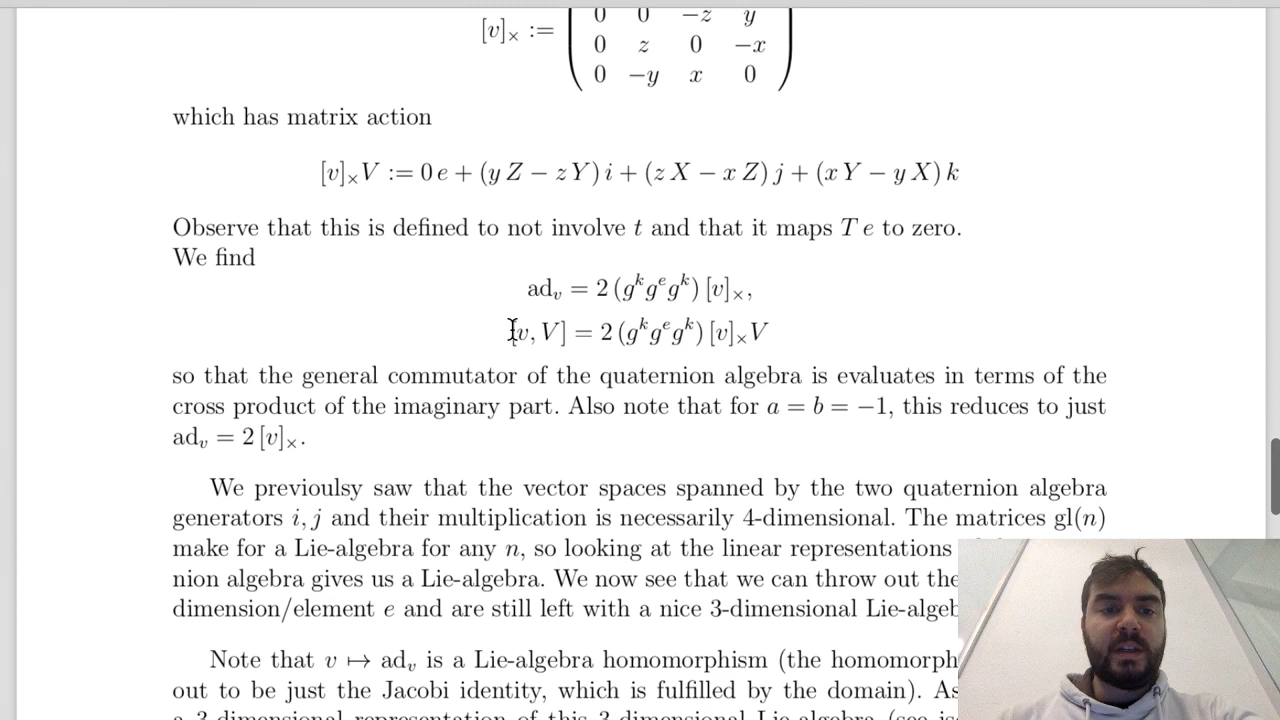 [v]× := ( 0 0 −z y
0 z 0 −x
0 −y x 0 )
which has matrix action
[v]×V := 0 e + (y Z − z Y) i + (z X − x Z) j + (x Y − y X) k
Observe that this is defined to not involve t and that it maps T e to zero.
We find
ad_v = 2 (g^k g^e g^k) [v]×,
[v, V] = 2 (g^k g^e g^k) [v]×V
so that the general commutator of the quaternion algebra is evaluates in terms of the
cross product of the imaginary part. Also note that for a = b = −1, this reduces to just
ad_v = 2 [v]×.
We previoulsy saw that the vector spaces spanned by the two quaternion algebra
generators i, j and their multiplication is necessarily 4-dimensional. The matrices gl(n)
make for a Lie-algebra for any n, so looking at the linear representations
nion algebra gives us a Lie-algebra. We now see that we can throw out the
dimension/element e and are still left with a nice 3-dimensional Lie-algeb
Note that v ↦ ad_v is a Lie-algebra homomorphism (the homomorph
out to be just the Jacobi identity, which is fulfilled by the domain). As